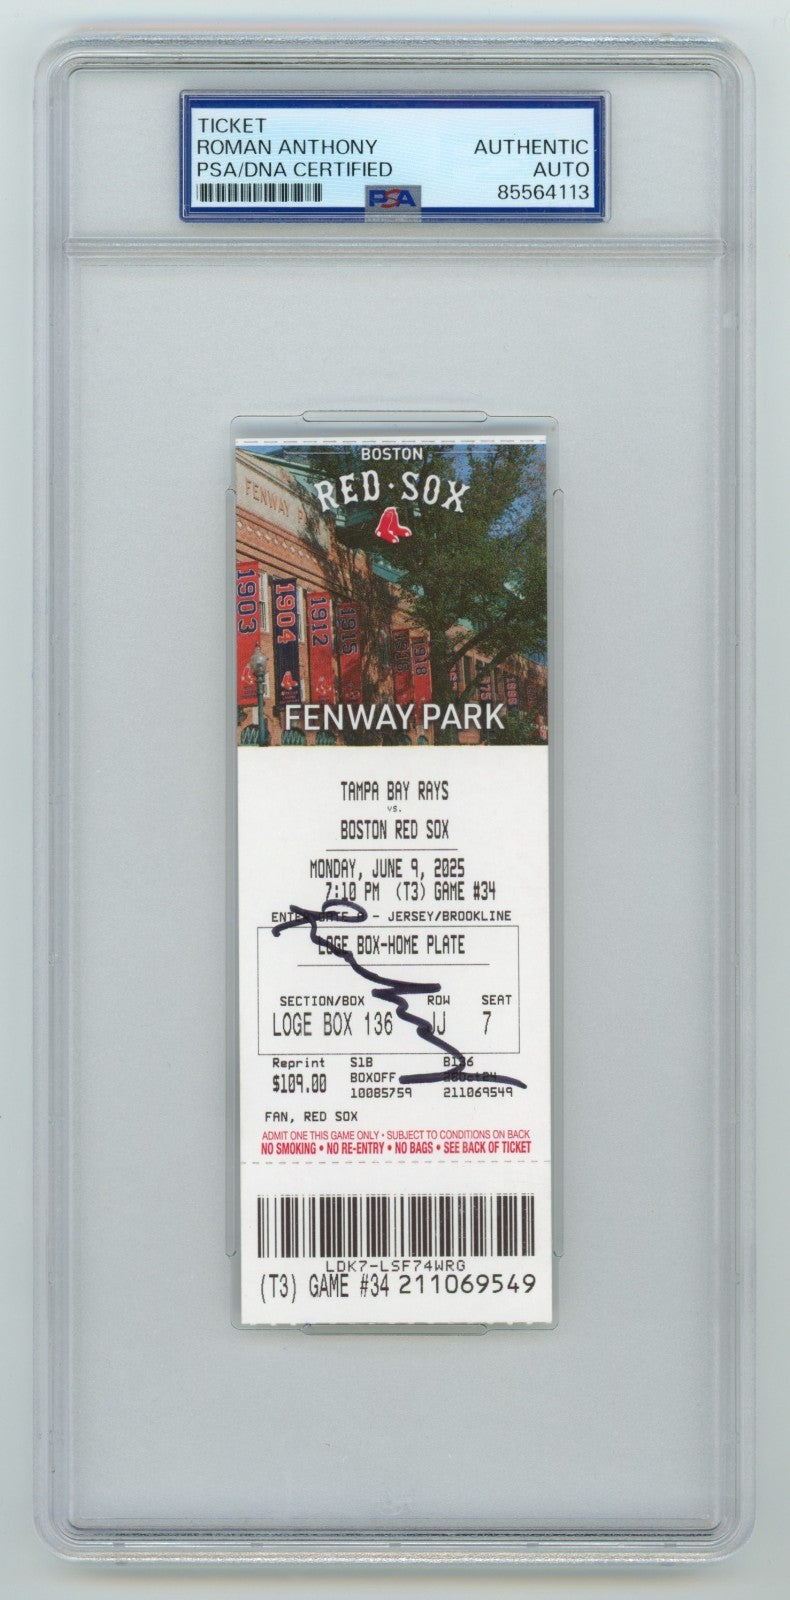 TICKET
ROMAN ANTHONY
PSA/DNA CERTIFIED
AUTHENTIC
AUTO
85564113
PSA
BOSTON
RED·SOX
FENWAY
1903
1904
1912
1915
1916
1918
FENWAY PARK
TAMPA BAY RAYS
vs.
BOSTON RED SOX
MONDAY, JUNE 9, 2025
7:10 PM (T3) GAME #34
ENTER GATE - JERSEY/BROOKLINE
LOGE BOX-HOME PLATE
SECTION/BOX ROW SEAT
LOGE BOX 136 JJ 7
Reprint S1B
$109.00 BOXOFF
10085759 211069549
FAN, RED SOX
ADMIT ONE THIS GAME ONLY • SUBJECT TO CONDITIONS ON BACK
NO SMOKING • NO RE-ENTRY • NO BAGS • SEE BACK OF TICKET
LDK7-LSF74WRG
(T3) GAME #34 211069549